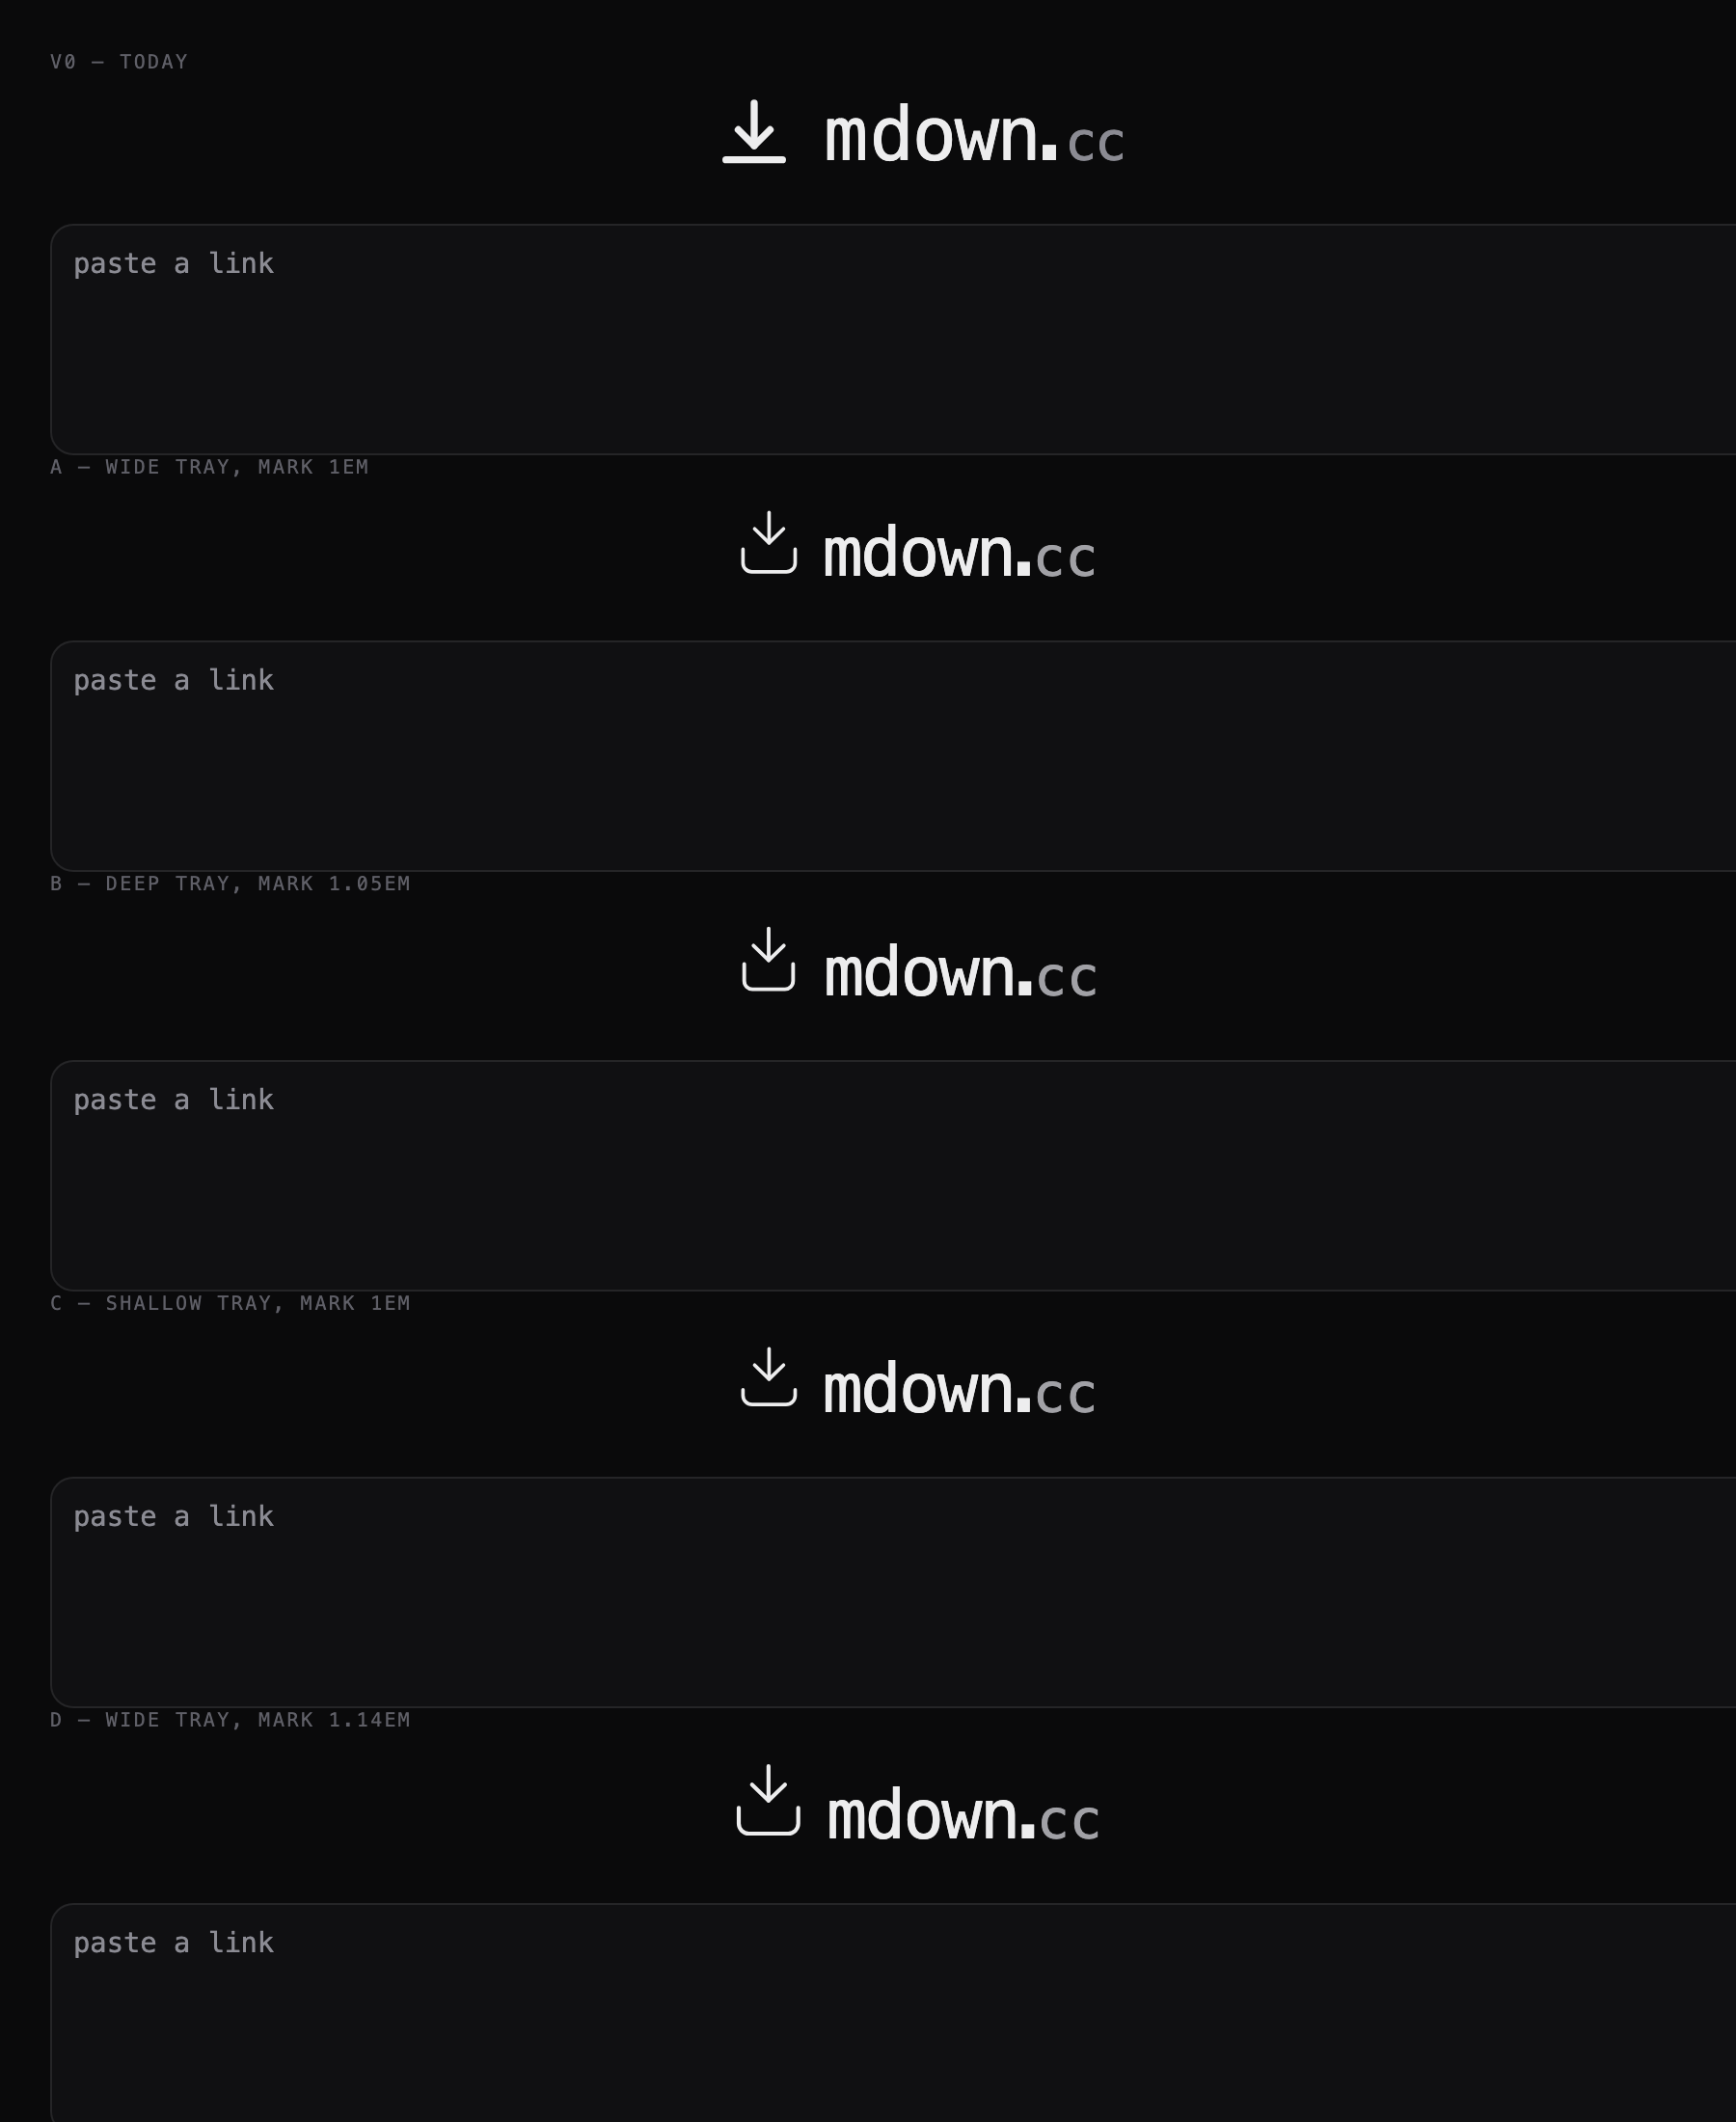 V0 — TODAY
mdown.cc
paste a link
A — WIDE TRAY, MARK 1EM
mdown.cc
paste a link
B — DEEP TRAY, MARK 1.05EM
mdown.cc
paste a link
C — SHALLOW TRAY, MARK 1EM
mdown.cc
paste a link
D — WIDE TRAY, MARK 1.14EM
mdown.cc
paste a link